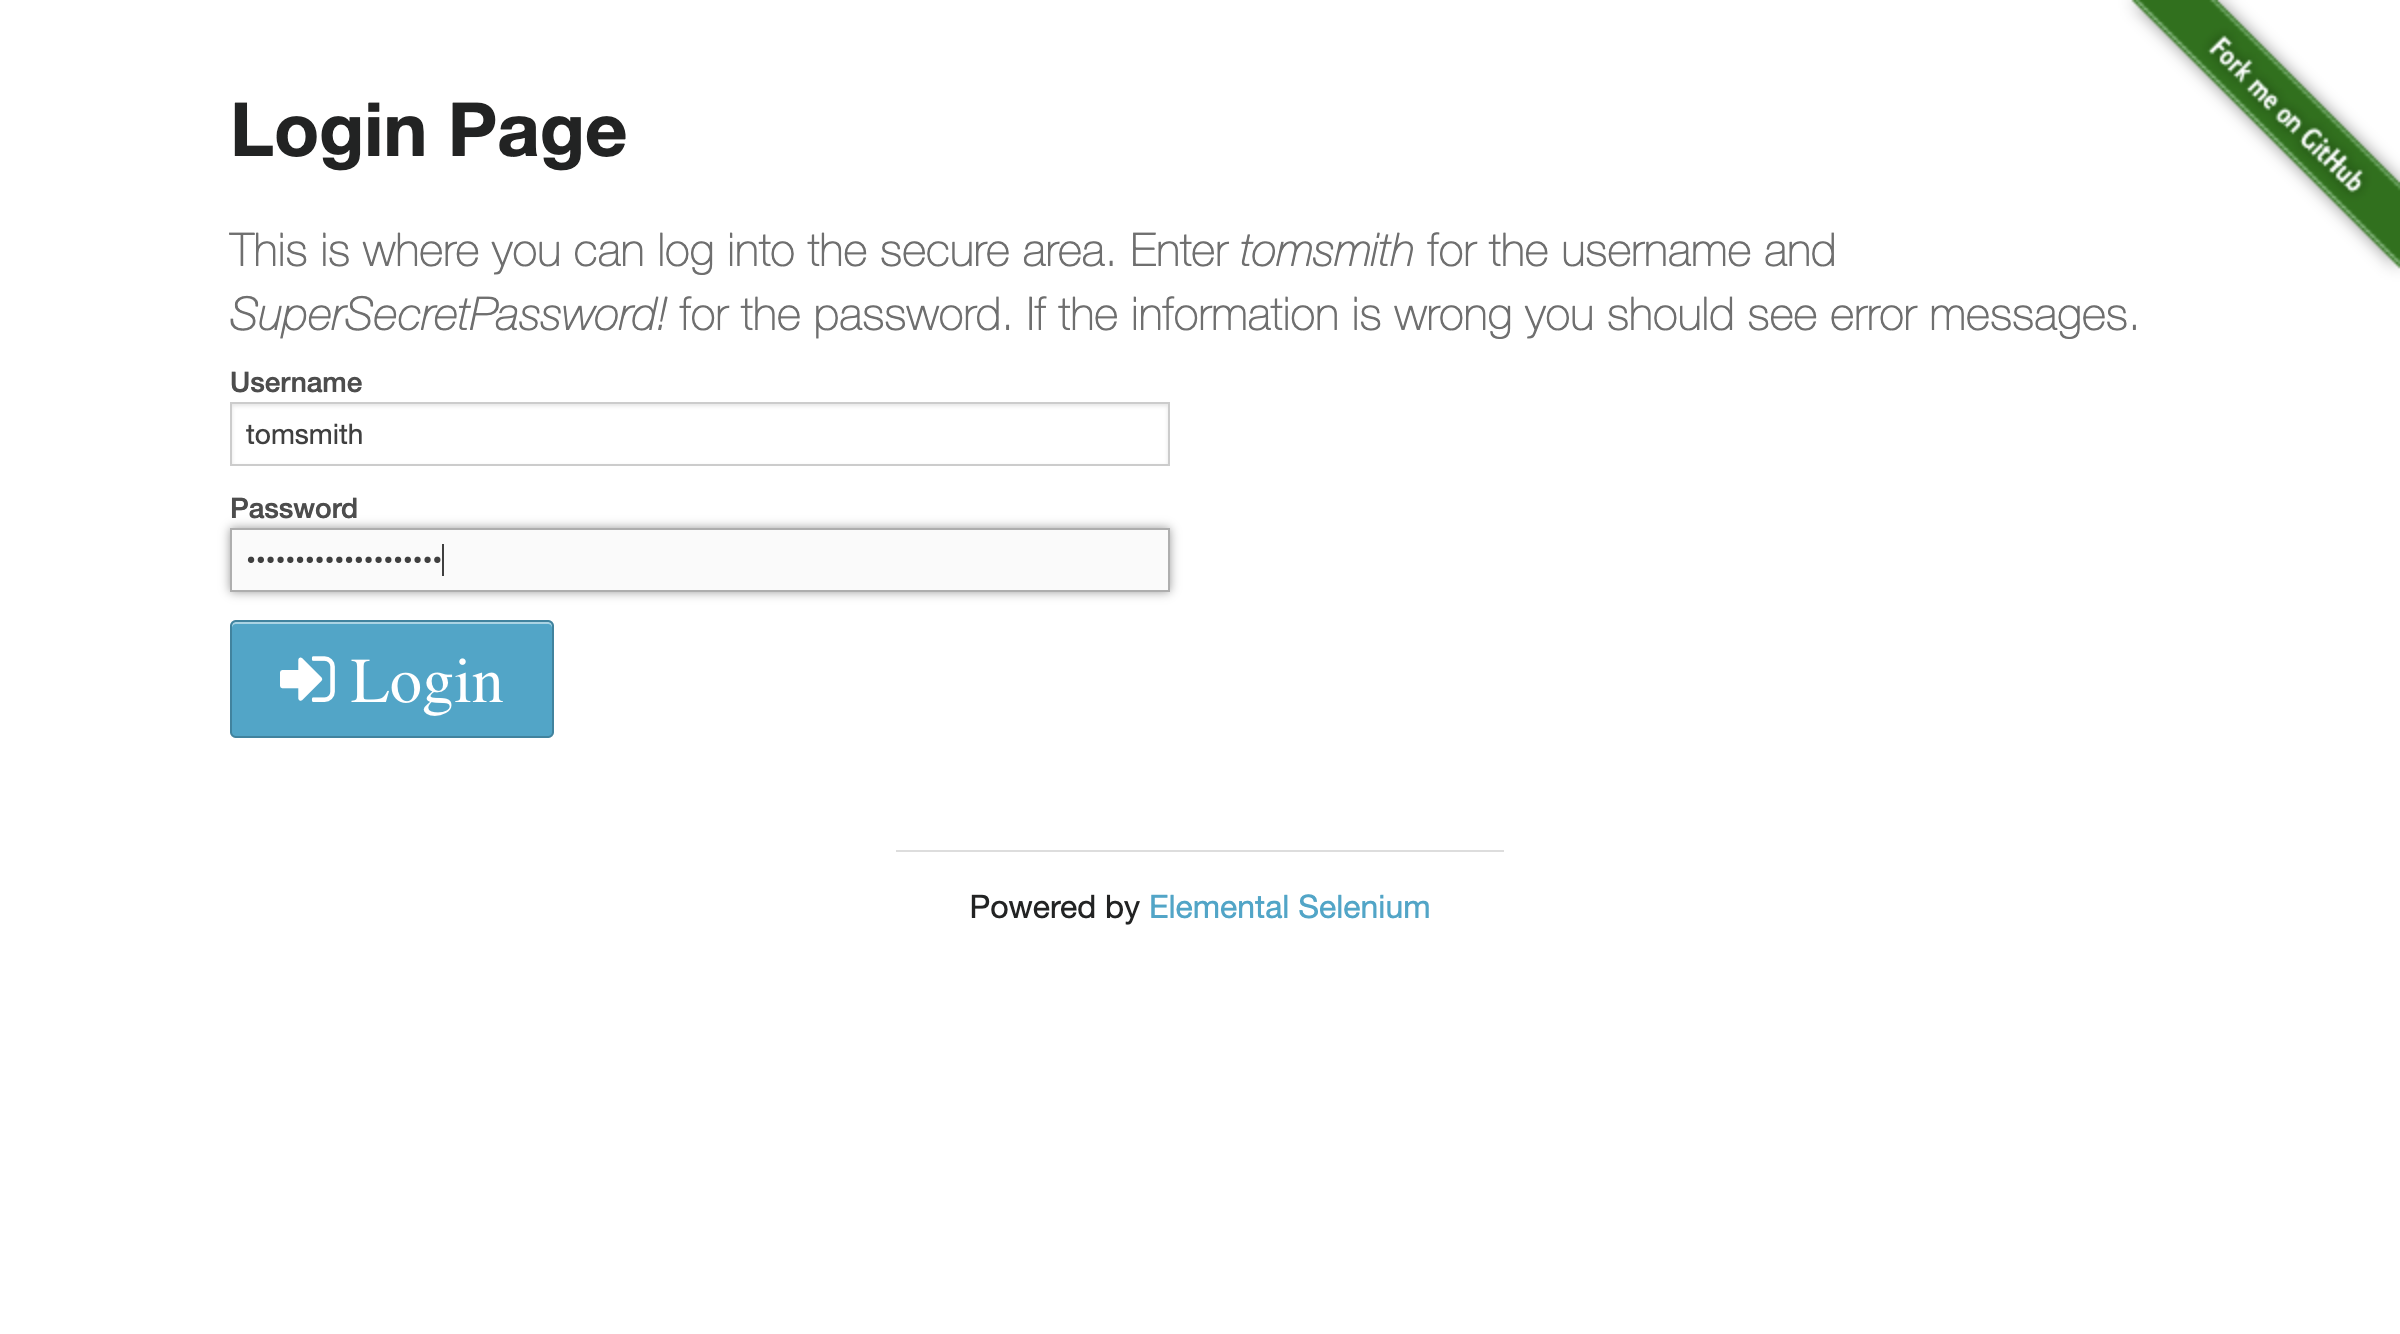 Fork me on GitHub
Login Page
This is where you can log into the secure area. Enter tomsmith for the username and
SuperSecretPassword! for the password. If the information is wrong you should see error messages.
Username
tomsmith
Password
••••••••••••••••••••
Login
Powered by Elemental Selenium